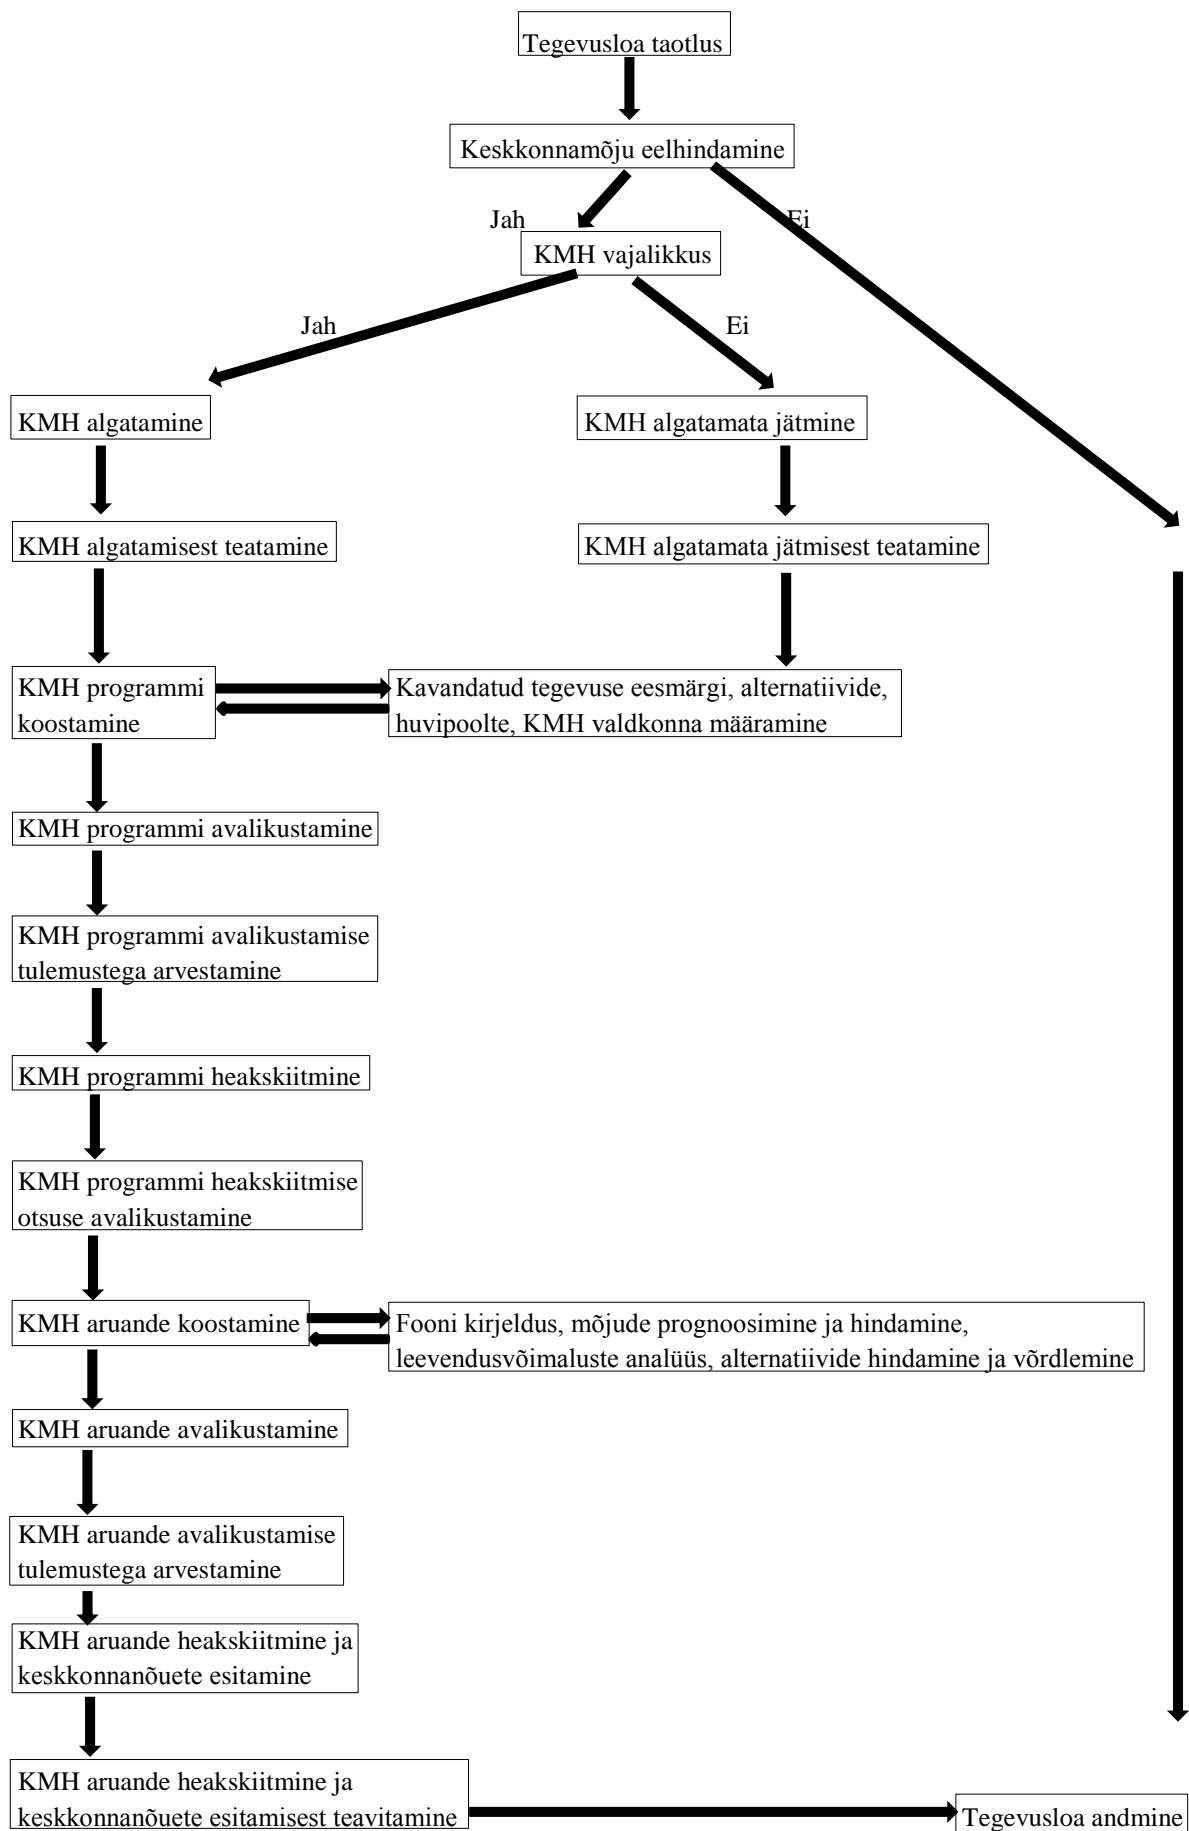 Tegevusloa taotlus
Keskkonnamõju eelhindamine
Jah
Ei
KMH vajalikkus
Jah
Ei
KMH algatamine
KMH algatamata jätmine
KMH algatamisest teatamine
KMH algatamata jätmisest teatamine
KMH programmi
koostamine
Kavandatud tegevuse eesmärgi, alternatiivide,
huvipoolte, KMH valdkonna määramine
KMH programmi avalikustamine
KMH programmi avalikustamise
tulemustega arvestamine
KMH programmi heakskiitmine
KMH programmi heakskiitmise
otsuse avalikustamine
KMH aruande koostamine
Fooni kirjeldus, mõjude prognoosimine ja hindamine,
leevendusvõimaluste analüüs, alternatiivide hindamine ja võrdlemine
KMH aruande avalikustamine
KMH aruande avalikustamise
tulemustega arvestamine
KMH aruande heakskiitmine ja
keskkonnanõuete esitamine
KMH aruande heakskiitmine ja
keskkonnanõuete esitamisest teavitamine
Tegevusloa andmine